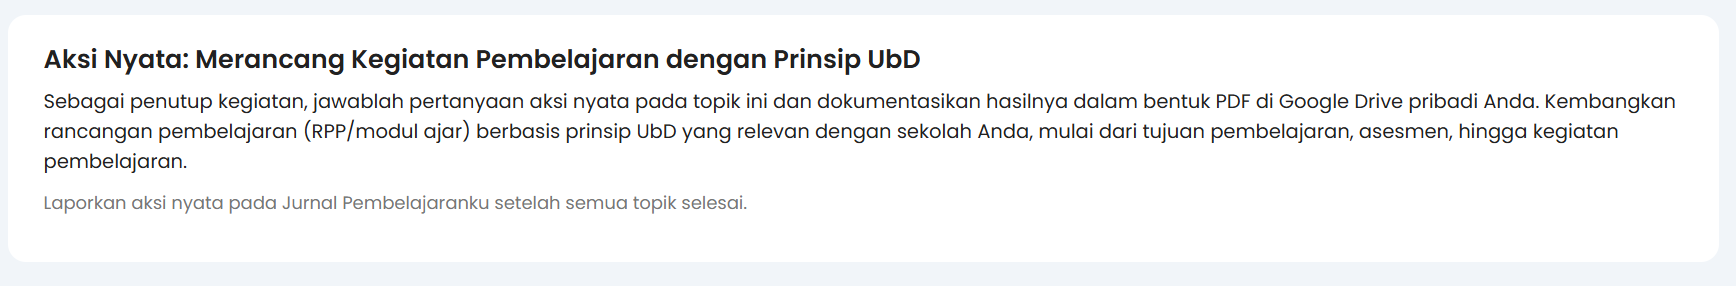 Aksi Nyata: Merancang Kegiatan Pembelajaran dengan Prinsip UbD
Sebagai penutup kegiatan, jawablah pertanyaan aksi nyata pada topik ini dan dokumentasikan hasilnya dalam bentuk PDF di Google Drive pribadi Anda. Kembangkan
rancangan pembelajaran (RPP/modul ajar) berbasis prinsip UbD yang relevan dengan sekolah Anda, mulai dari tujuan pembelajaran, asesmen, hingga kegiatan
pembelajaran.
Laporkan aksi nyata pada Jurnal Pembelajaranku setelah semua topik selesai.